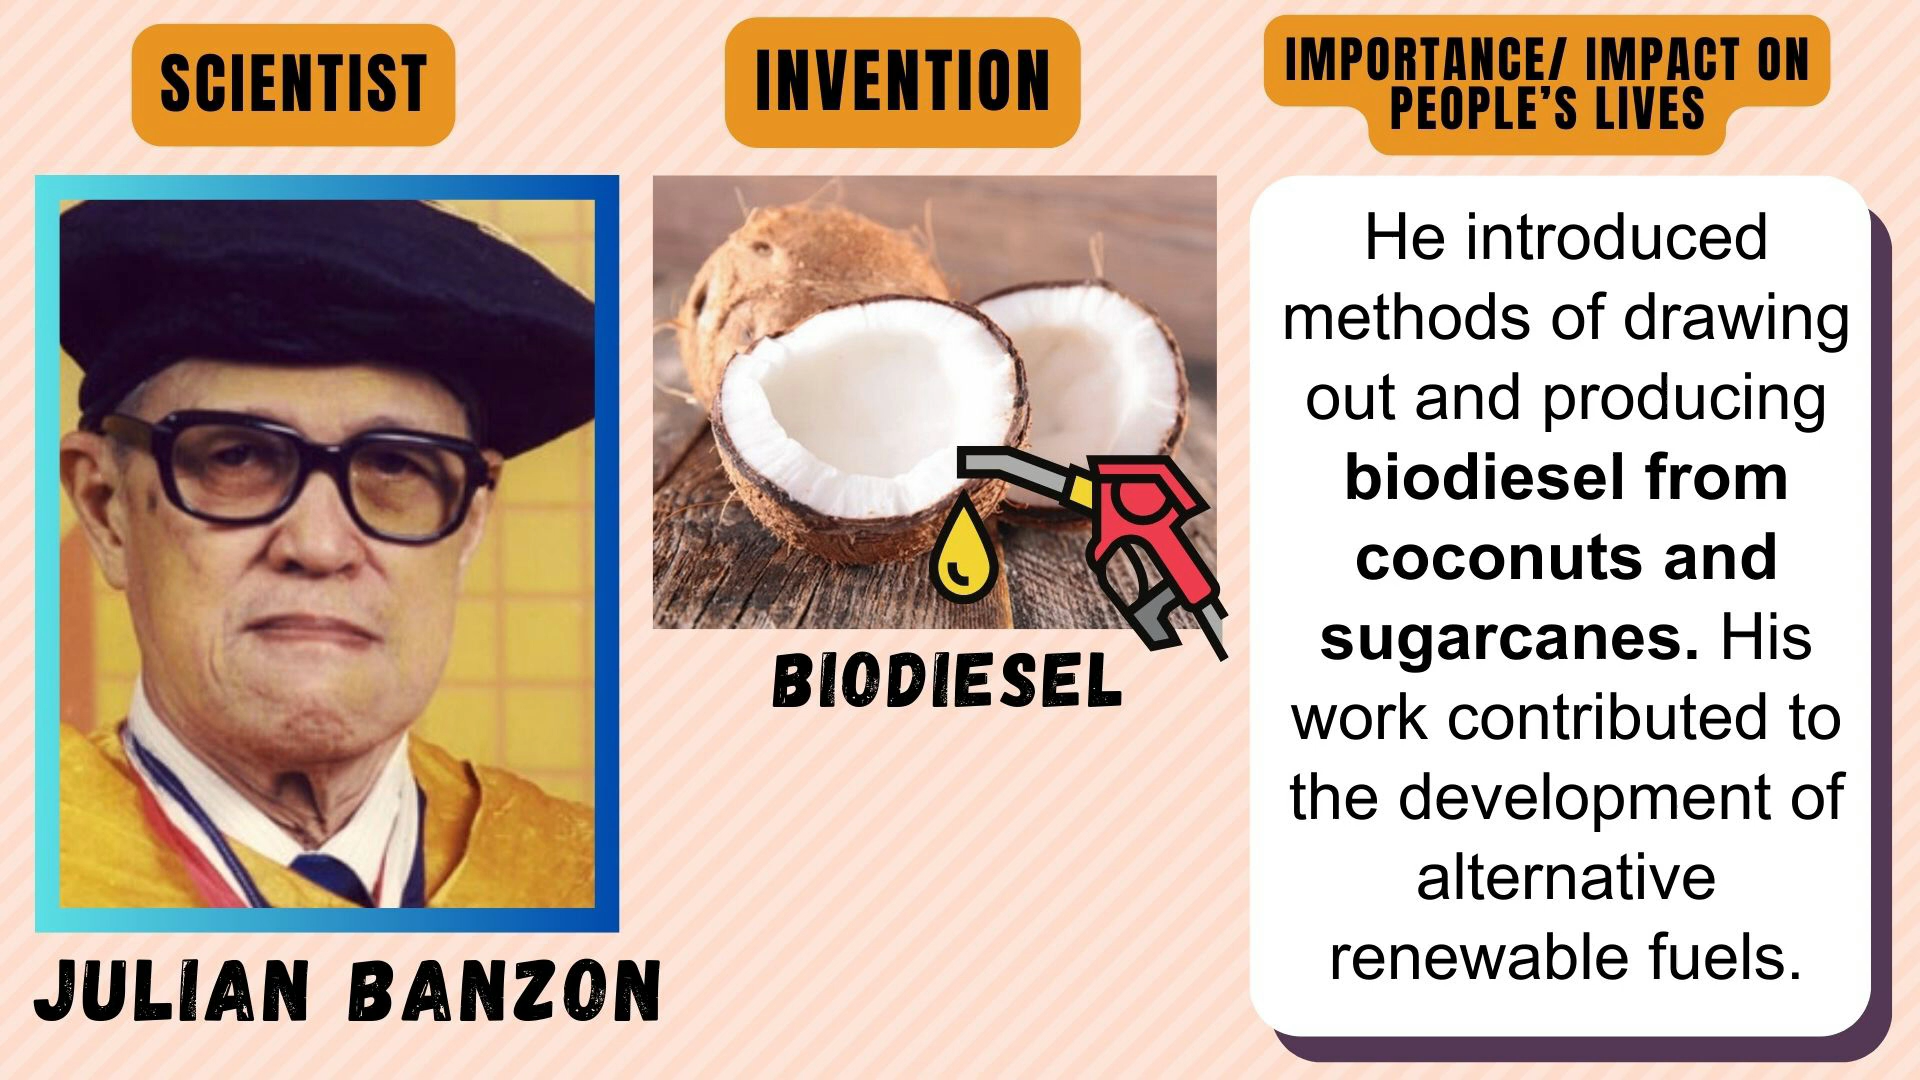 SCIENTIST
INVENTION
IMPORTANCE/ IMPACT ON
PEOPLE'S LIVES
He introduced
methods of drawing
out and producing
biodiesel from
coconuts and
sugarcanes. His
work contributed to
the development of
alternative
renewable fuels.
BIODIESEL
JULIAN BANZON